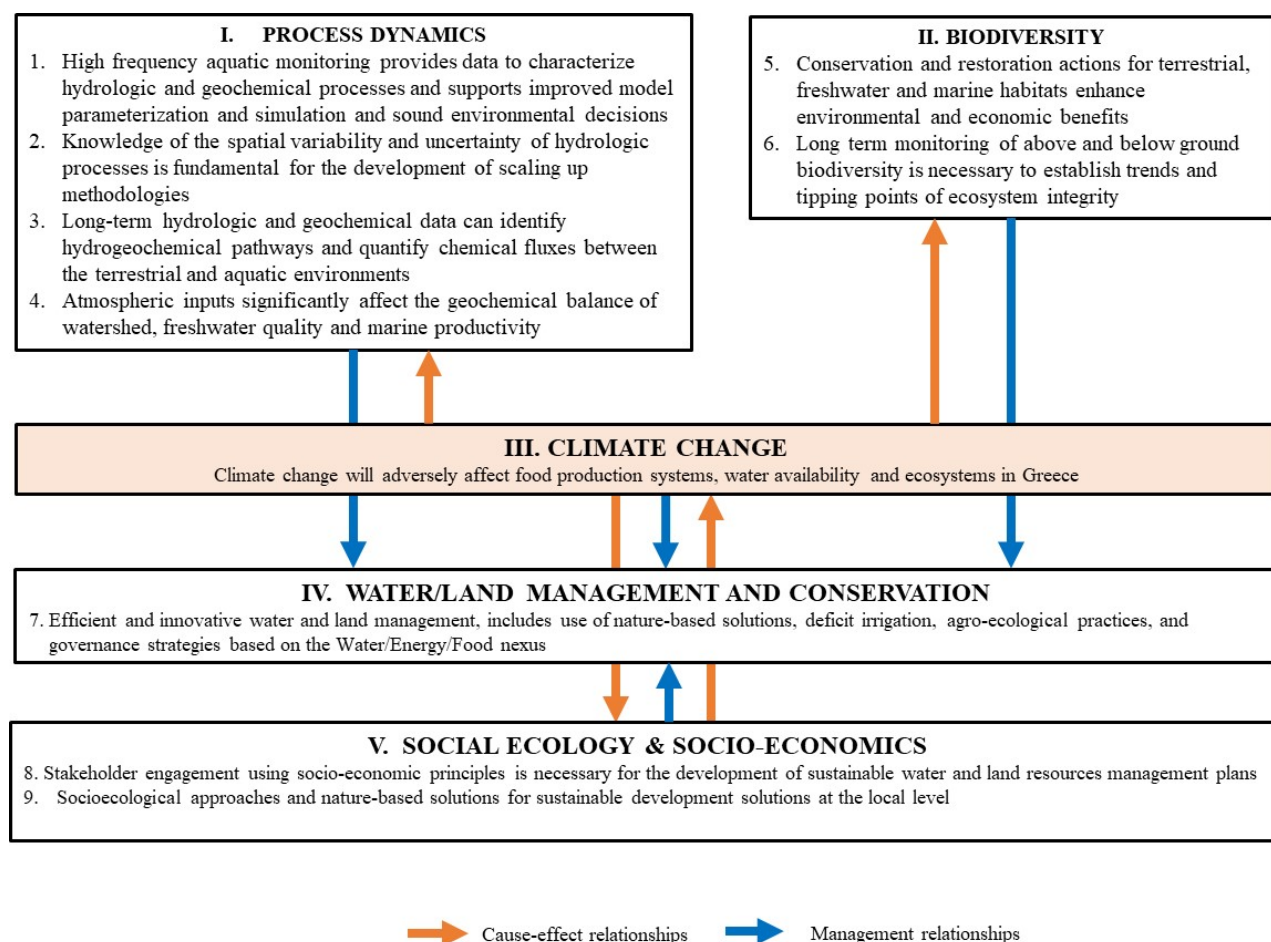 I. PROCESS DYNAMICS
1. High frequency aquatic monitoring provides data to characterize
hydrologic and geochemical processes and supports improved model
parameterization and simulation and sound environmental decisions
2. Knowledge of the spatial variability and uncertainty of hydrologic
processes is fundamental for the development of scaling up
methodologies
3. Long-term hydrologic and geochemical data can identify
hydrogeochemical pathways and quantify chemical fluxes between
the terrestrial and aquatic environments
4. Atmospheric inputs significantly affect the geochemical balance of
watershed, freshwater quality and marine productivity
II. BIODIVERSITY
5. Conservation and restoration actions for terrestrial,
freshwater and marine habitats enhance
environmental and economic benefits
6. Long term monitoring of above and below ground
biodiversity is necessary to establish trends and
tipping points of ecosystem integrity
III. CLIMATE CHANGE
Climate change will adversely affect food production systems, water availability and ecosystems in Greece
IV. WATER/LAND MANAGEMENT AND CONSERVATION
7. Efficient and innovative water and land management, includes use of nature-based solutions, deficit irrigation, agro-ecological practices, and
governance strategies based on the Water/Energy/Food nexus
V. SOCIAL ECOLOGY & SOCIO-ECONOMICS
8. Stakeholder engagement using socio-economic principles is necessary for the development of sustainable water and land resources management plans
9. Socioecological approaches and nature-based solutions for sustainable development solutions at the local level
Cause-effect relationships
Management relationships